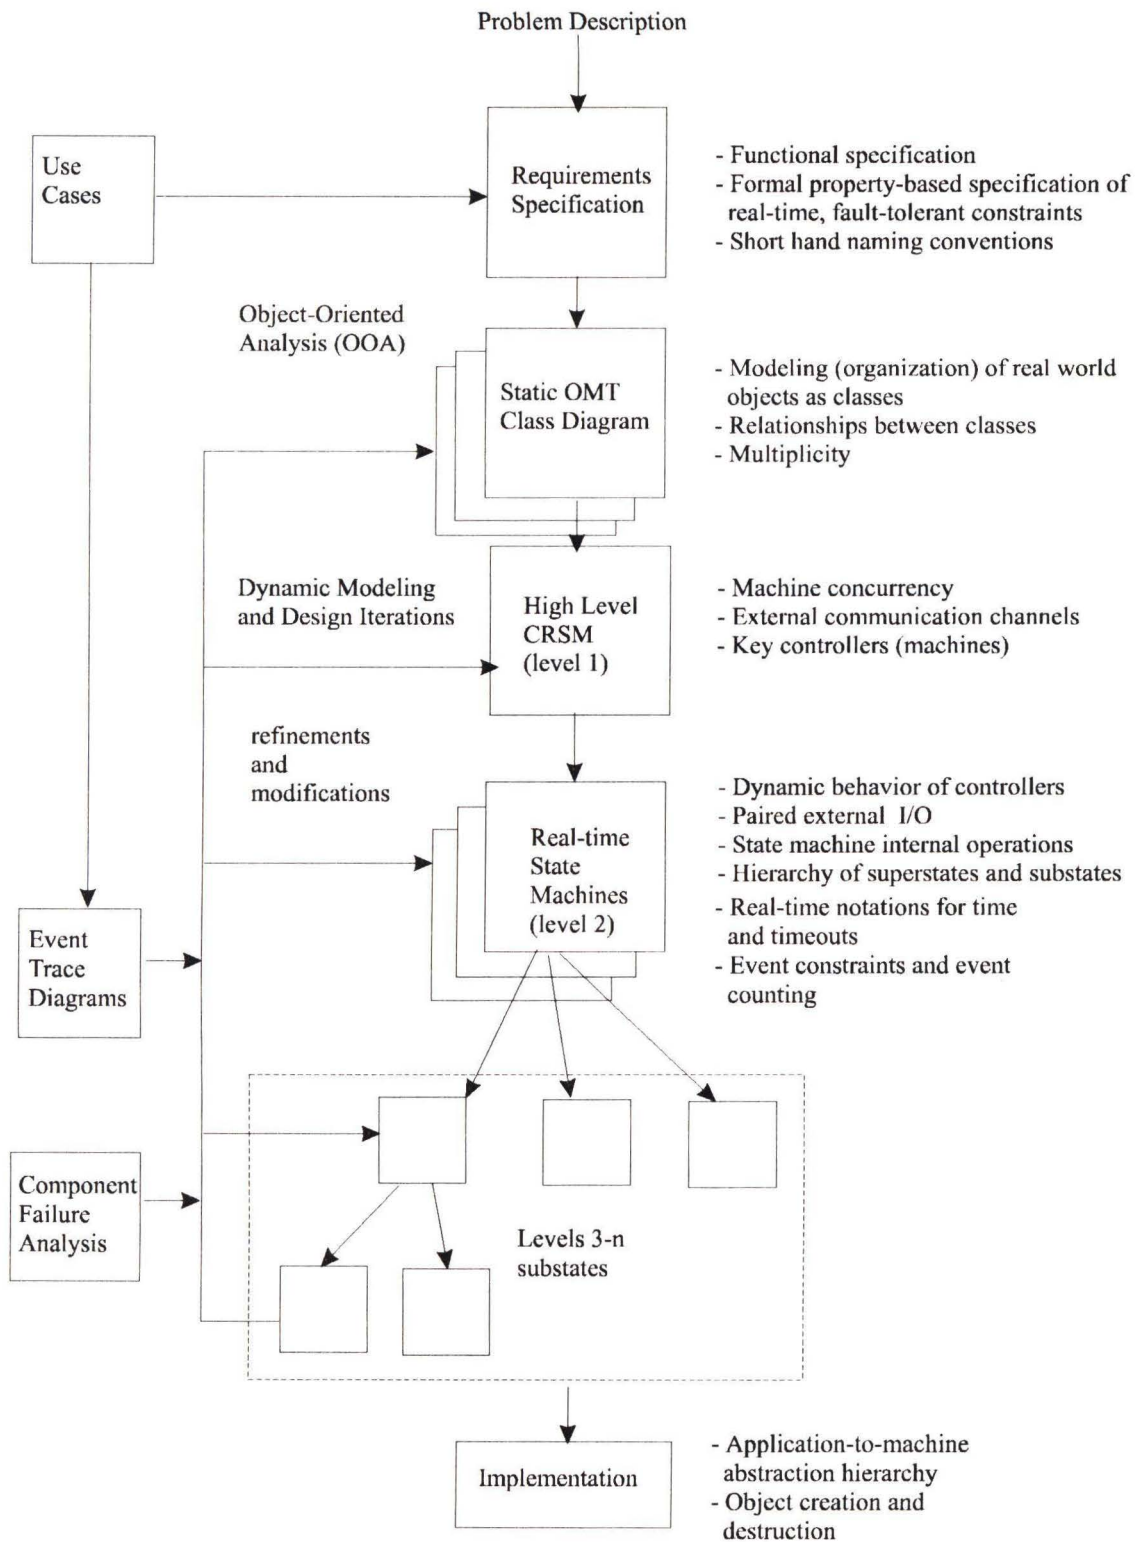 Problem Description
Use
Cases
Requirements
Specification
- Functional specification
- Formal property-based specification of
real-time, fault-tolerant constraints
- Short hand naming conventions
Object-Oriented
Analysis (OOA)
Static OMT
Class Diagram
- Modeling (organization) of real world
objects as classes
- Relationships between classes
- Multiplicity
Dynamic Modeling
and Design Iterations
High Level
CRSM
(level 1)
- Machine concurrency
- External communication channels
- Key controllers (machines)
refinements
and
modifications
Real-time
State
Machines
(level 2)
- Dynamic behavior of controllers
- Paired external I/O
- State machine internal operations
- Hierarchy of superstates and substates
- Real-time notations for time
and timeouts
- Event constraints and event
counting
Event
Trace
Diagrams
Component
Failure
Analysis
Levels 3-n
substates
Implementation
- Application-to-machine
abstraction hierarchy
- Object creation and
destruction